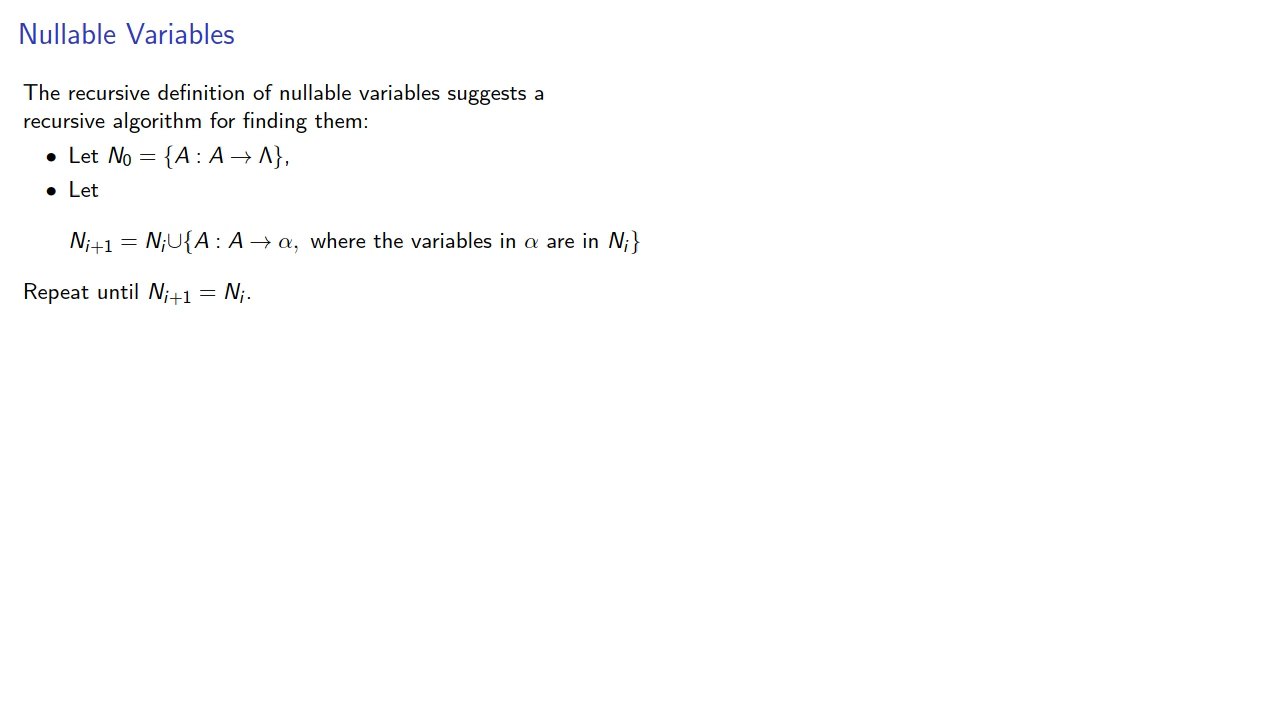 Nullable Variables
The recursive definition of nullable variables suggests a
recursive algorithm for finding them:
• Let N₀ = {A : A → Λ},
• Let
Nᵢ₊₁ = Nᵢ∪{A : A → α, where the variables in α are in Nᵢ}
Repeat until Nᵢ₊₁ = Nᵢ.